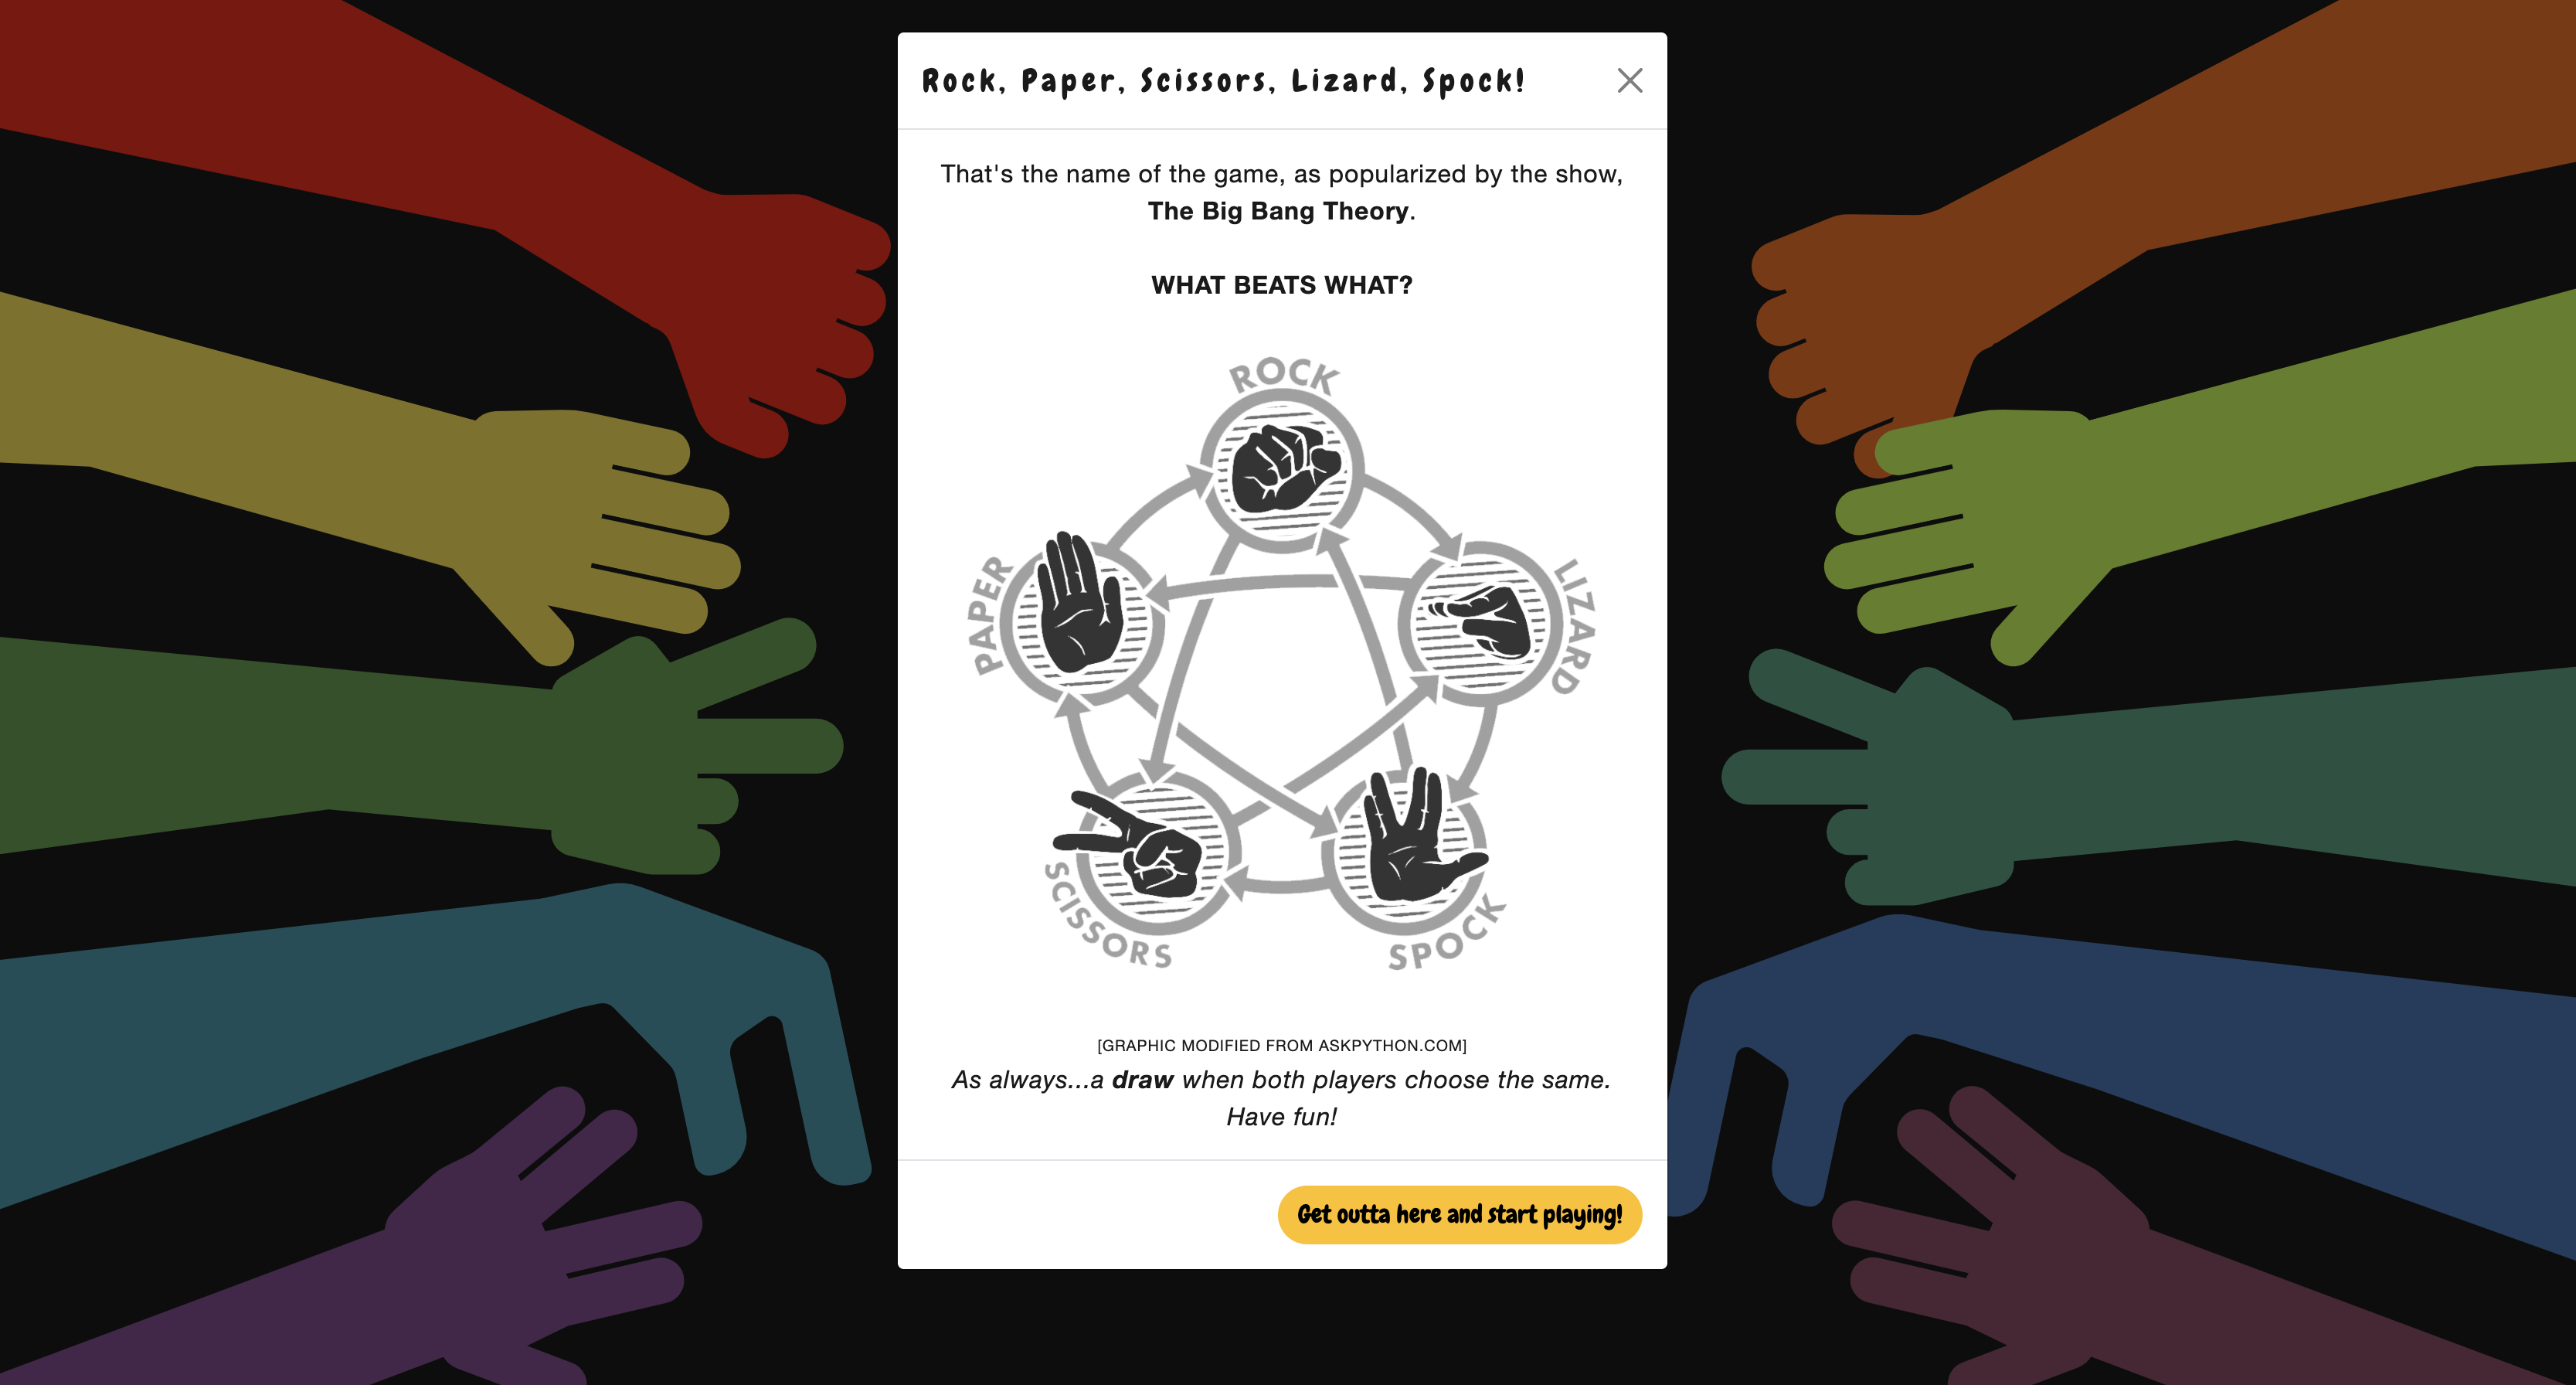 Rock, Paper, Scissors, Lizard, Spock!
That's the name of the game, as popularized by the show,
The Big Bang Theory.
WHAT BEATS WHAT?
ROCK
PAPER
LIZARD
SCISSORS
SPOCK
[GRAPHIC MODIFIED FROM ASKPYTHON.COM]
As always...a draw when both players choose the same.
Have fun!
Get outta here and start playing!